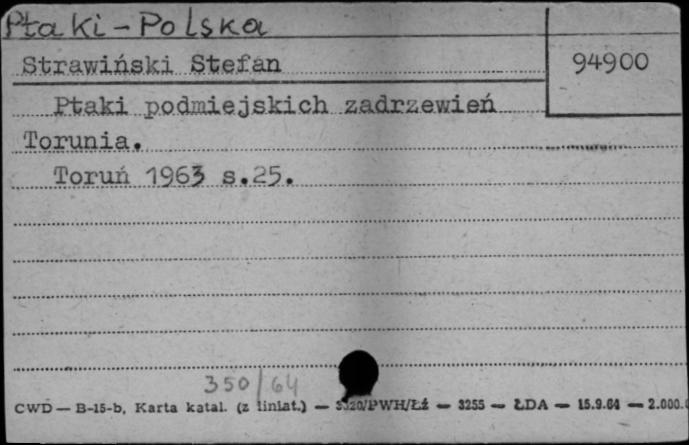 Ptaki - Polska
Strawiński Stefan
94900
Ptaki podmiejskich zadrzewień
Torunia.
Toruń 1963 s.25.
350/64
CWD — B-15-b, Karta katal. (z liniat.) — 3320/PWH/Łź — 3255 — ŁDA — 15.9.64 — 2.000.